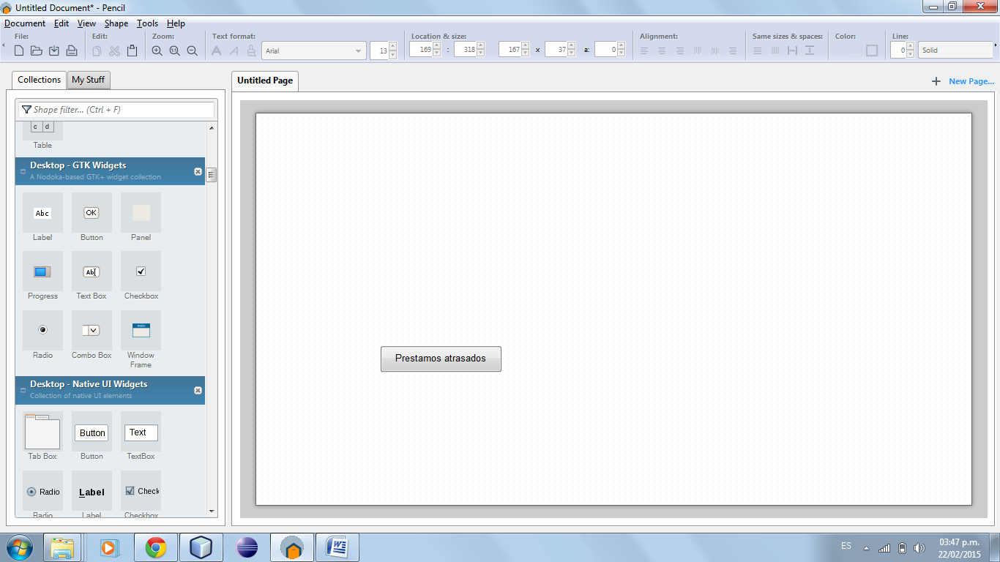 Untitled Document* - Pencil
Document Edit View Shape Tools Help
File: Edit: Zoom: Text format: Location & size: Alignment: Same sizes & spaces: Color: Line:
Arial 13 169 : 318 167 x 37 a: 0 0 Solid
Collections My Stuff
Untitled Page
New Page...
Shape filter... (Ctrl + F)
c d
Table
Desktop - GTK Widgets
A Nodoka-based GTK+ widget collection
Abc OK
Label Button Panel
Ab
Progress Text Box Checkbox
Radio Combo Box Window
Frame
Prestamos atrasados
Desktop - Native UI Widgets
Collection of native UI elements
Button Text
Tab Box Button TextBox
Radio Label Check
Radio Label Checkbox
ES
03:47 p.m.
22/02/2015